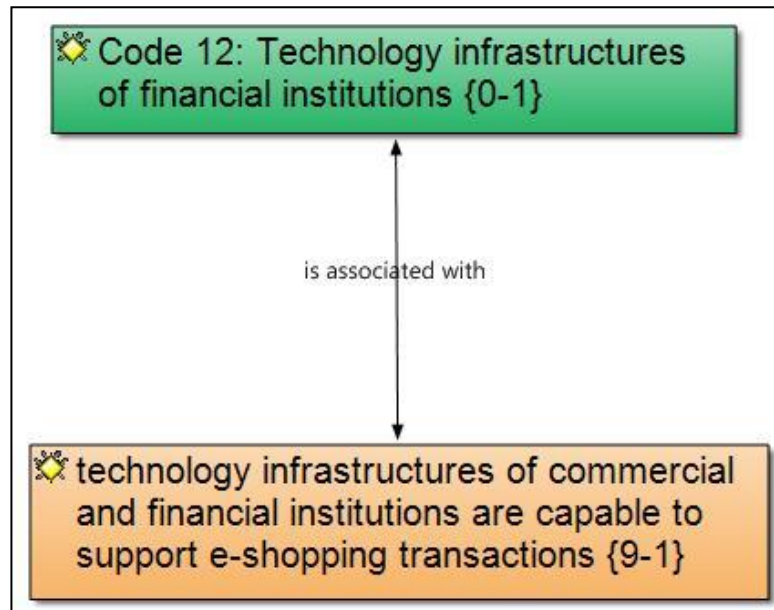 Code 12: Technology infrastructures
of financial institutions {0-1}
is associated with
technology infrastructures of commercial
and financial institutions are capable to
support e-shopping transactions {9-1}